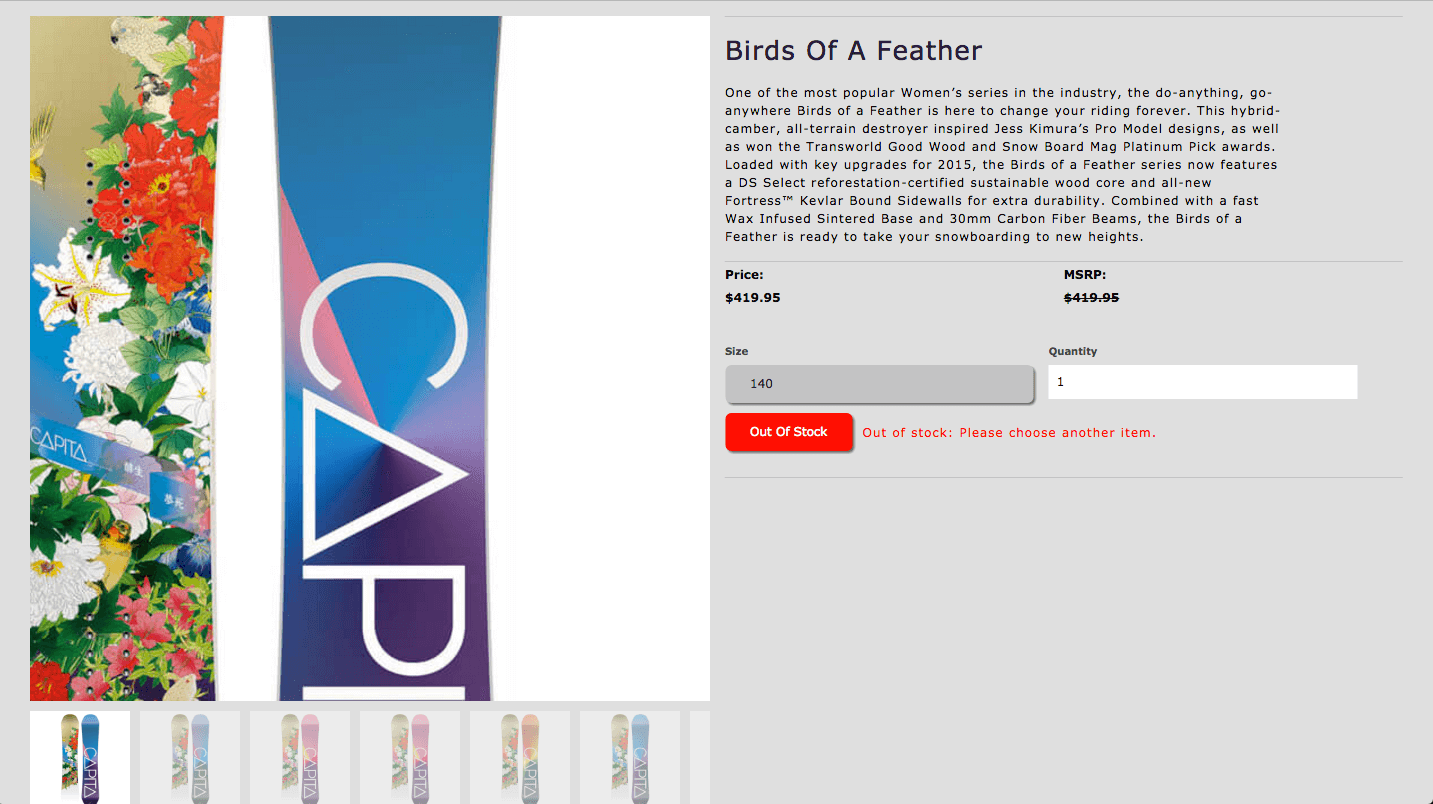 Birds Of A Feather
One of the most popular Women’s series in the industry, the do-anything, go-
anywhere Birds of a Feather is here to change your riding forever. This hybrid-
camber, all-terrain destroyer inspired Jess Kimura’s Pro Model designs, as well
as won the Transworld Good Wood and Snow Board Mag Platinum Pick awards.
Loaded with key upgrades for 2015, the Birds of a Feather series now features
a DS Select reforestation-certified sustainable wood core and all-new
Fortress™ Kevlar Bound Sidewalls for extra durability. Combined with a fast
Wax Infused Sintered Base and 30mm Carbon Fiber Beams, the Birds of a
Feather is ready to take your snowboarding to new heights.
Price:
MSRP:
$419.95
$419.95
Size
Quantity
140
1
Out Of Stock
Out of stock: Please choose another item.
CAPI
CAPITA
CAPITA
CAPITA
CAPITA
CAPITA
CAPITA
CAPITA